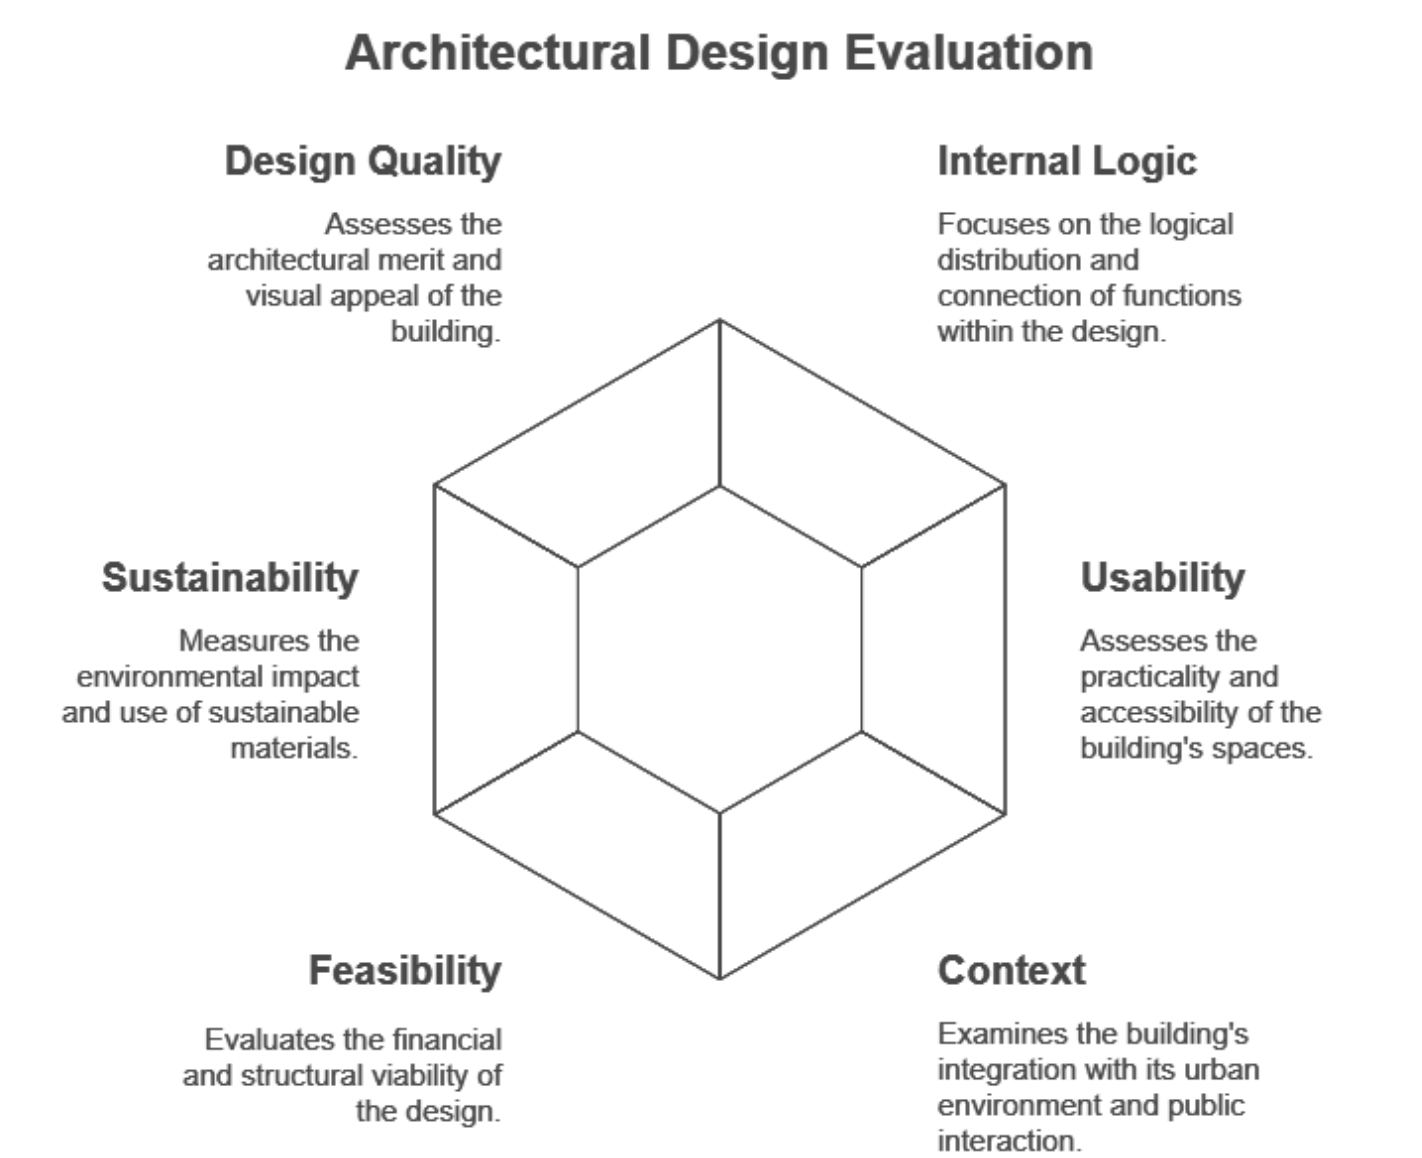 Architectural Design Evaluation
Design Quality
Assesses the
architectural merit and
visual appeal of the
building.
Internal Logic
Focuses on the logical
distribution and
connection of functions
within the design.
Sustainability
Measures the
environmental impact
and use of sustainable
materials.
Usability
Assesses the
practicality and
accessibility of the
building's spaces.
Feasibility
Evaluates the financial
and structural viability of
the design.
Context
Examines the building's
integration with its urban
environment and public
interaction.